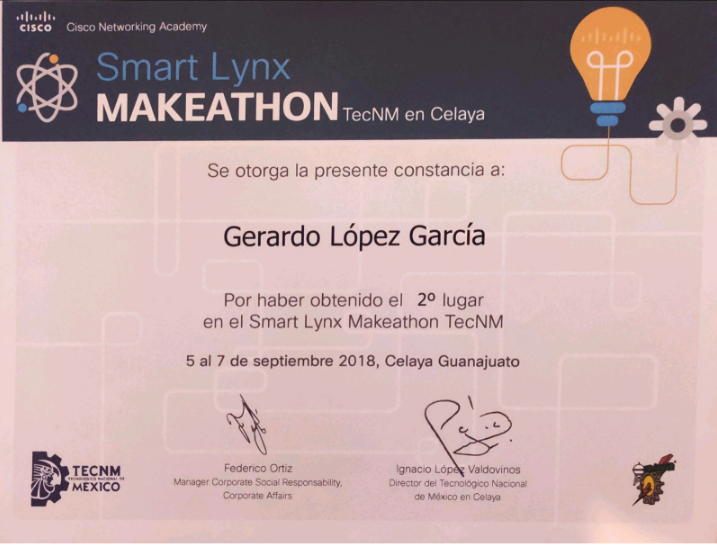 CISCO Cisco Networking Academy
Smart Lynx
MAKEATHON TecNM en Celaya
Se otorga la presente constancia a:
Gerardo López García
Por haber obtenido el 2º lugar
en el Smart Lynx Makeathon TecNM
5 al 7 de septiembre 2018, Celaya Guanajuato
Federico Ortiz
Manager Corporate Social Responsability,
Corporate Affairs
Ignacio López Valdovinos
Director del Tecnológico Nacional
de México en Celaya
TECNM
TECNOLÓGICO NACIONAL DE
MÉXICO